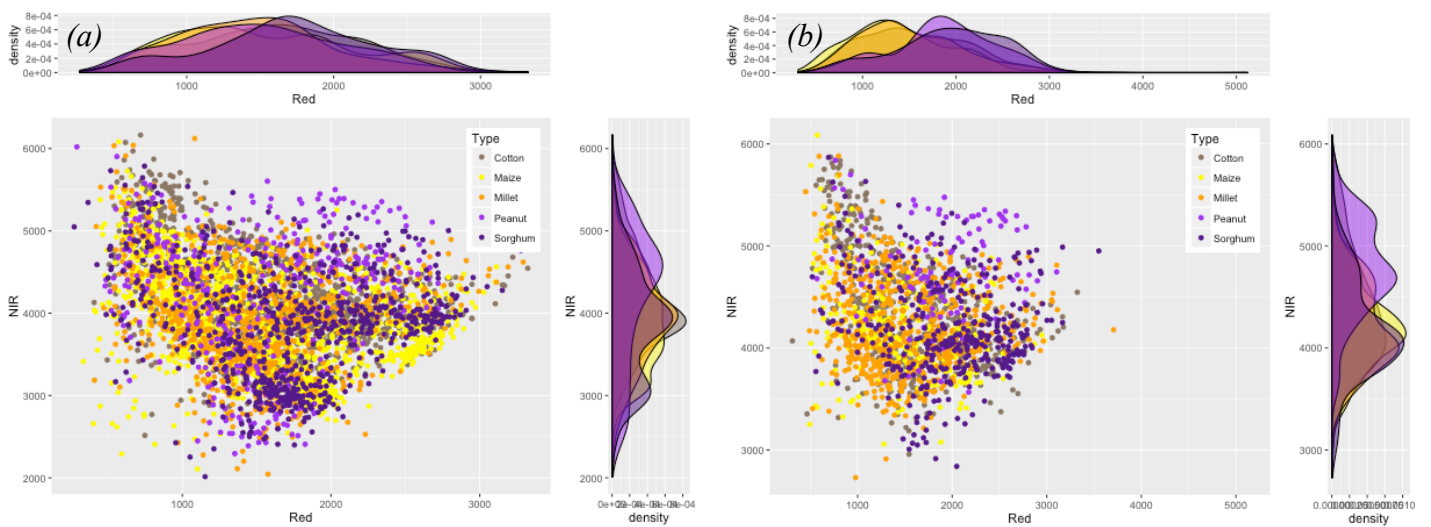 (a)
density
8e-04
6e-04
4e-04
2e-04
0e+00
1000 2000 3000
Red
NIR
6000
5000
4000
3000
2000
Type
Cotton
Maize
Millet
Peanut
Sorghum
1000 2000 3000
Red
NIR
6000
5000
4000
3000
2000
density
(b)
density
8e-04
6e-04
4e-04
2e-04
0e+00
1000 2000 3000 4000 5000
Red
NIR
6000
5000
4000
3000
Type
Cotton
Maize
Millet
Peanut
Sorghum
1000 2000 3000 4000 5000
Red
NIR
6000
5000
4000
3000
density